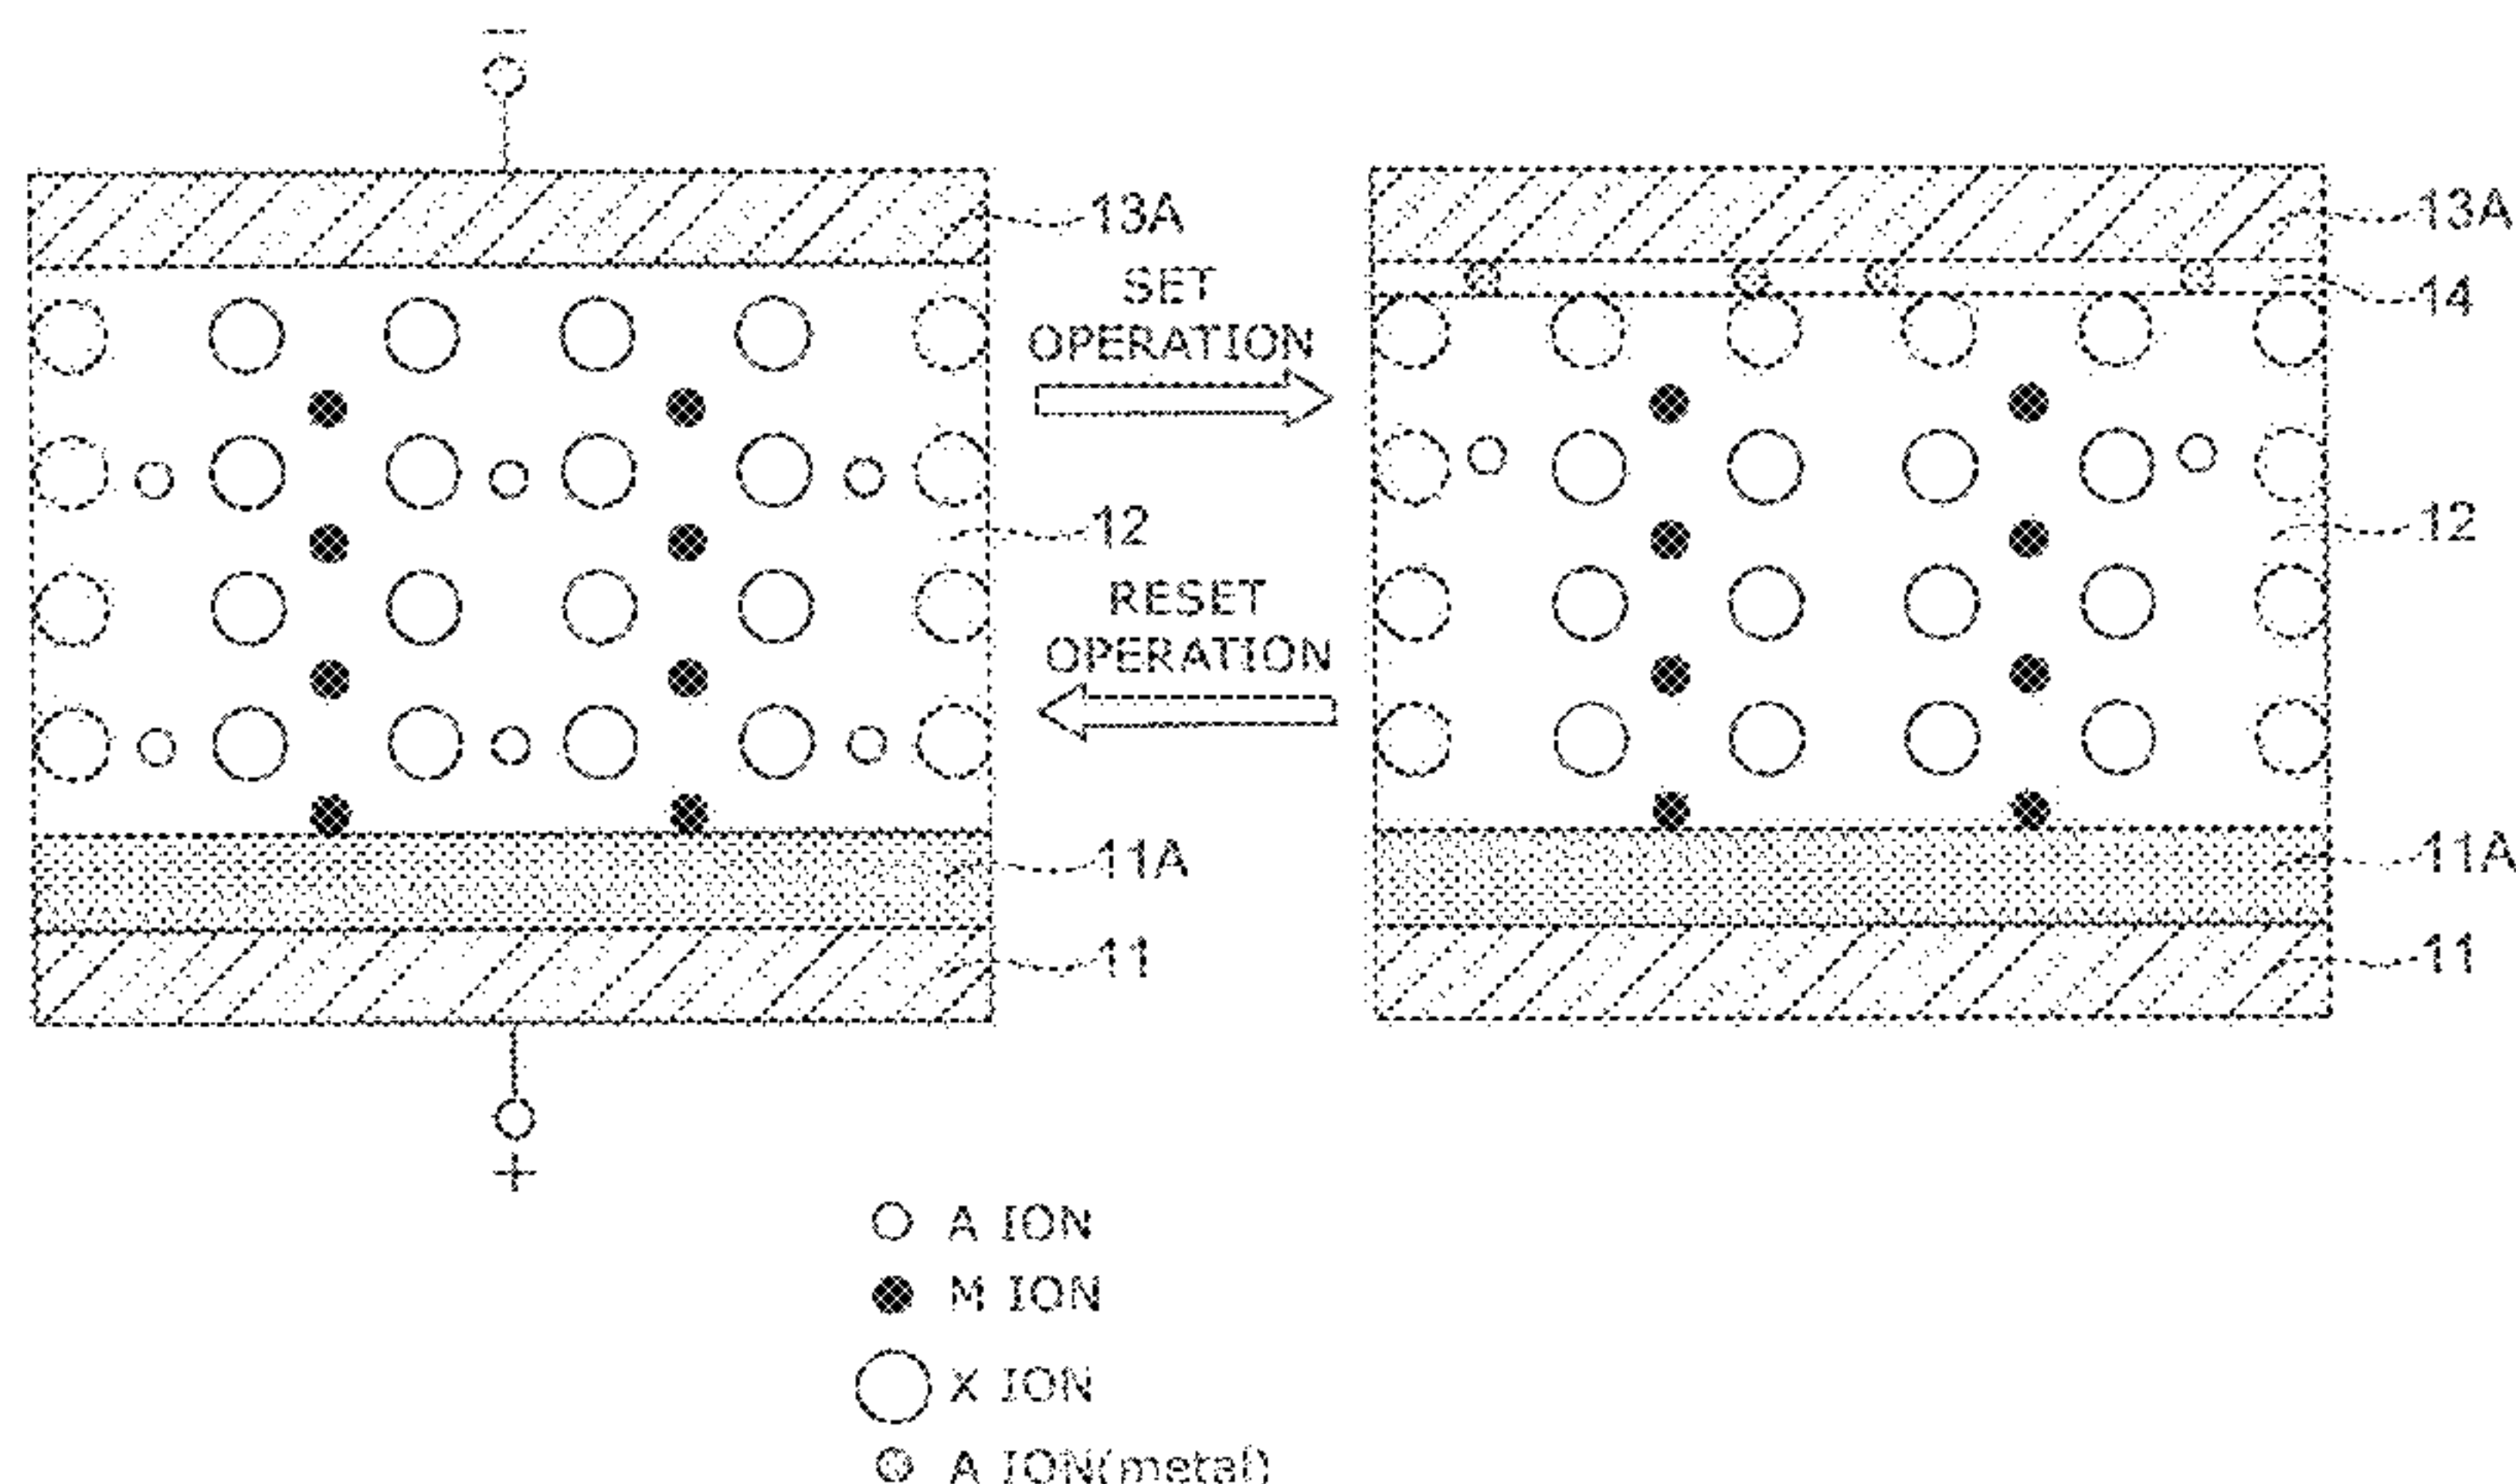 −
13A
SET
OPERATION
12
RESET
OPERATION
11A
11
+
13A
14
12
11A
11
A ION
M ION
X ION
A ION(metal)